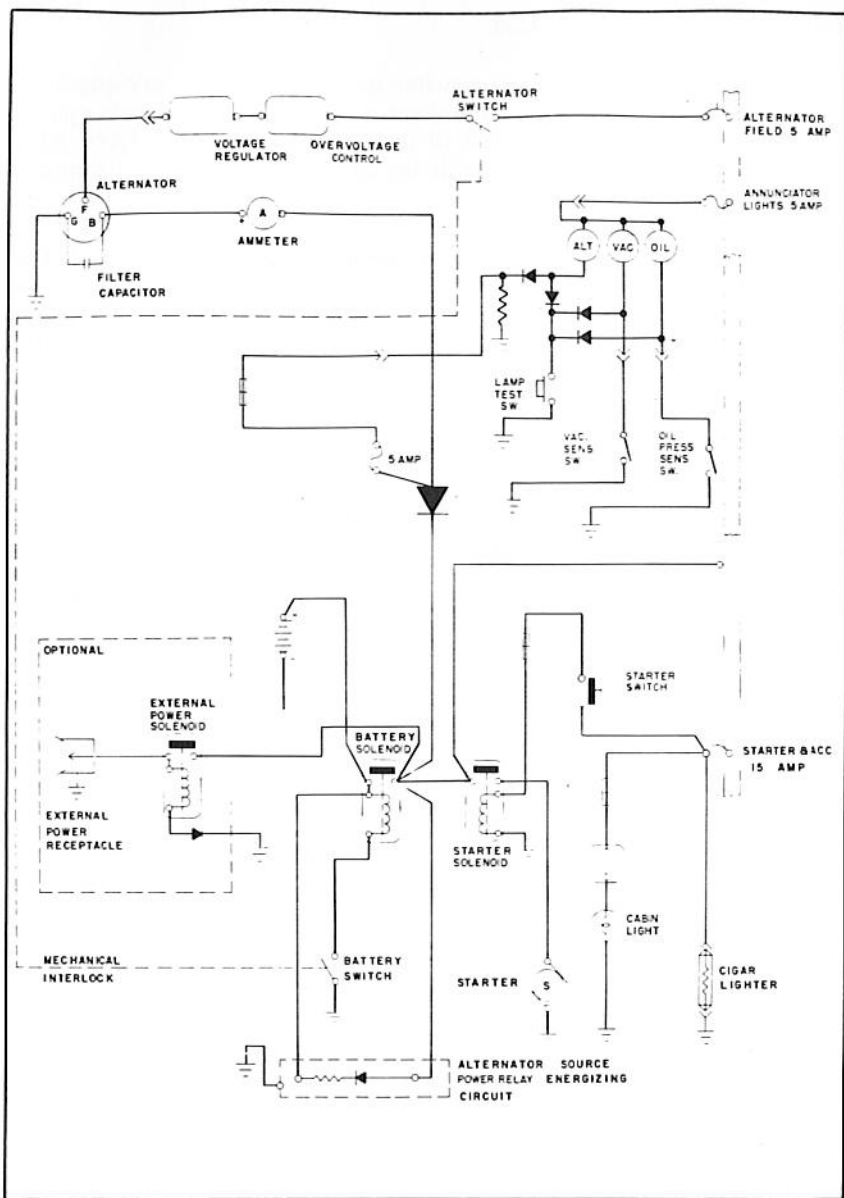 ALTERNATOR
SWITCH
ALTERNATOR
FIELD 5 AMP
VOLTAGE
REGULATOR
OVERVOLTAGE
CONTROL
ALTERNATOR
F
G
B
A
AMMETER
ANNUNCIATOR
LIGHTS 5 AMP
ALT
VAC
OIL
FILTER
CAPACITOR
LAMP
TEST
SW
5 AMP
VAC.
SENS
SW.
OIL
PRESS
SENS
SW.
OPTIONAL
EXTERNAL
POWER
SOLENOID
BATTERY
SOLENOID
STARTER
SWITCH
STARTER & ACC
15 AMP
EXTERNAL
POWER
RECEPTACLE
STARTER
SOLENOID
CABIN
LIGHT
MECHANICAL
INTERLOCK
BATTERY
SWITCH
STARTER
S
CIGAR
LIGHTER
ALTERNATOR SOURCE
POWER RELAY ENERGIZING
CIRCUIT